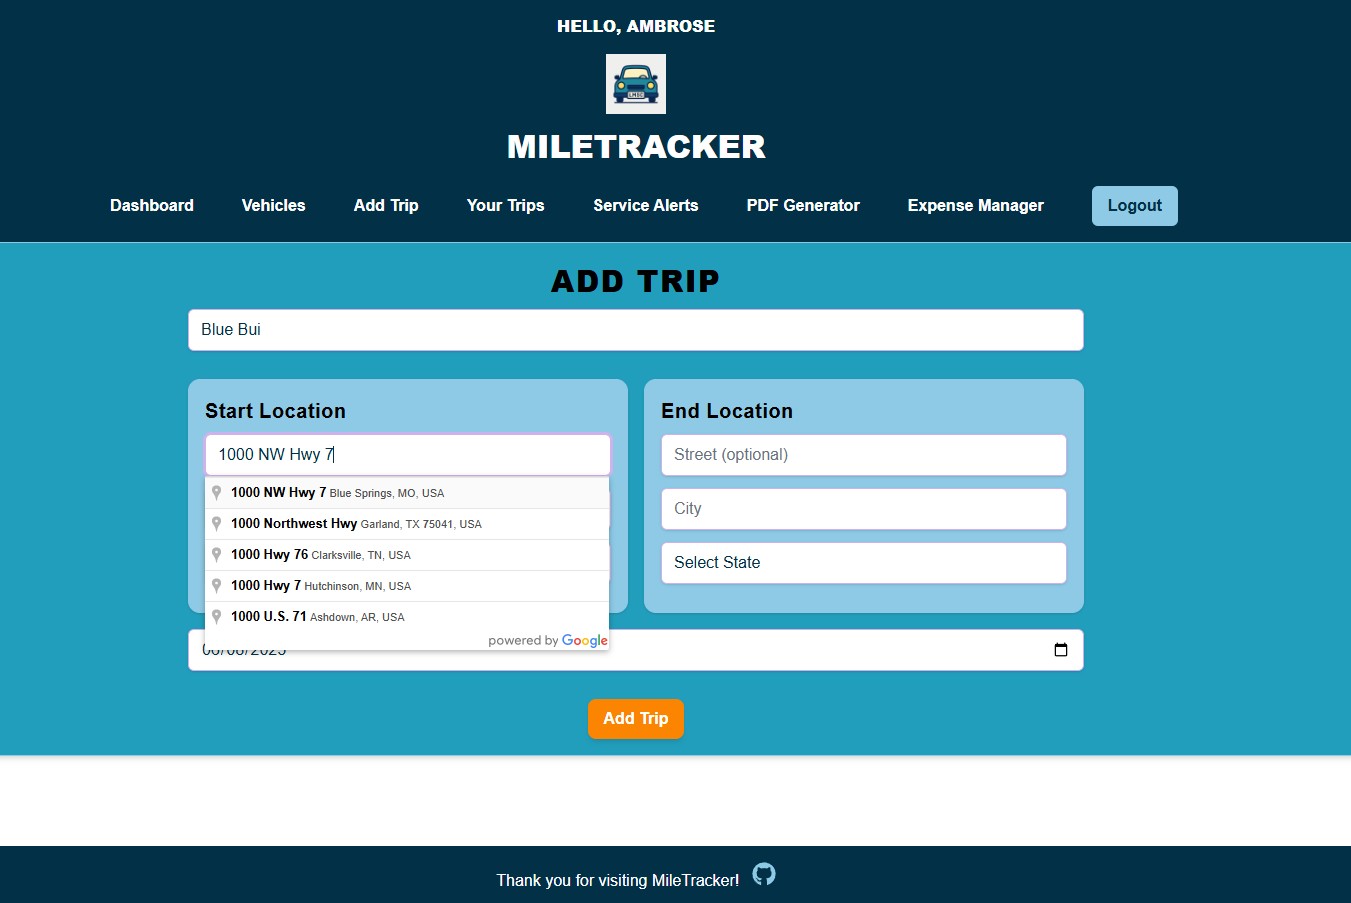 HELLO, AMBROSE
LMDC
MILETRACKER
Dashboard Vehicles Add Trip Your Trips Service Alerts PDF Generator Expense Manager Logout
ADD TRIP
Blue Bui
Start Location
1000 NW Hwy 7
1000 NW Hwy 7 Blue Springs, MO, USA
1000 Northwest Hwy Garland, TX 75041, USA
1000 Hwy 76 Clarksville, TN, USA
1000 Hwy 7 Hutchinson, MN, USA
1000 U.S. 71 Ashdown, AR, USA
powered by Google
End Location
Street (optional)
City
Select State
Add Trip
Thank you for visiting MileTracker!